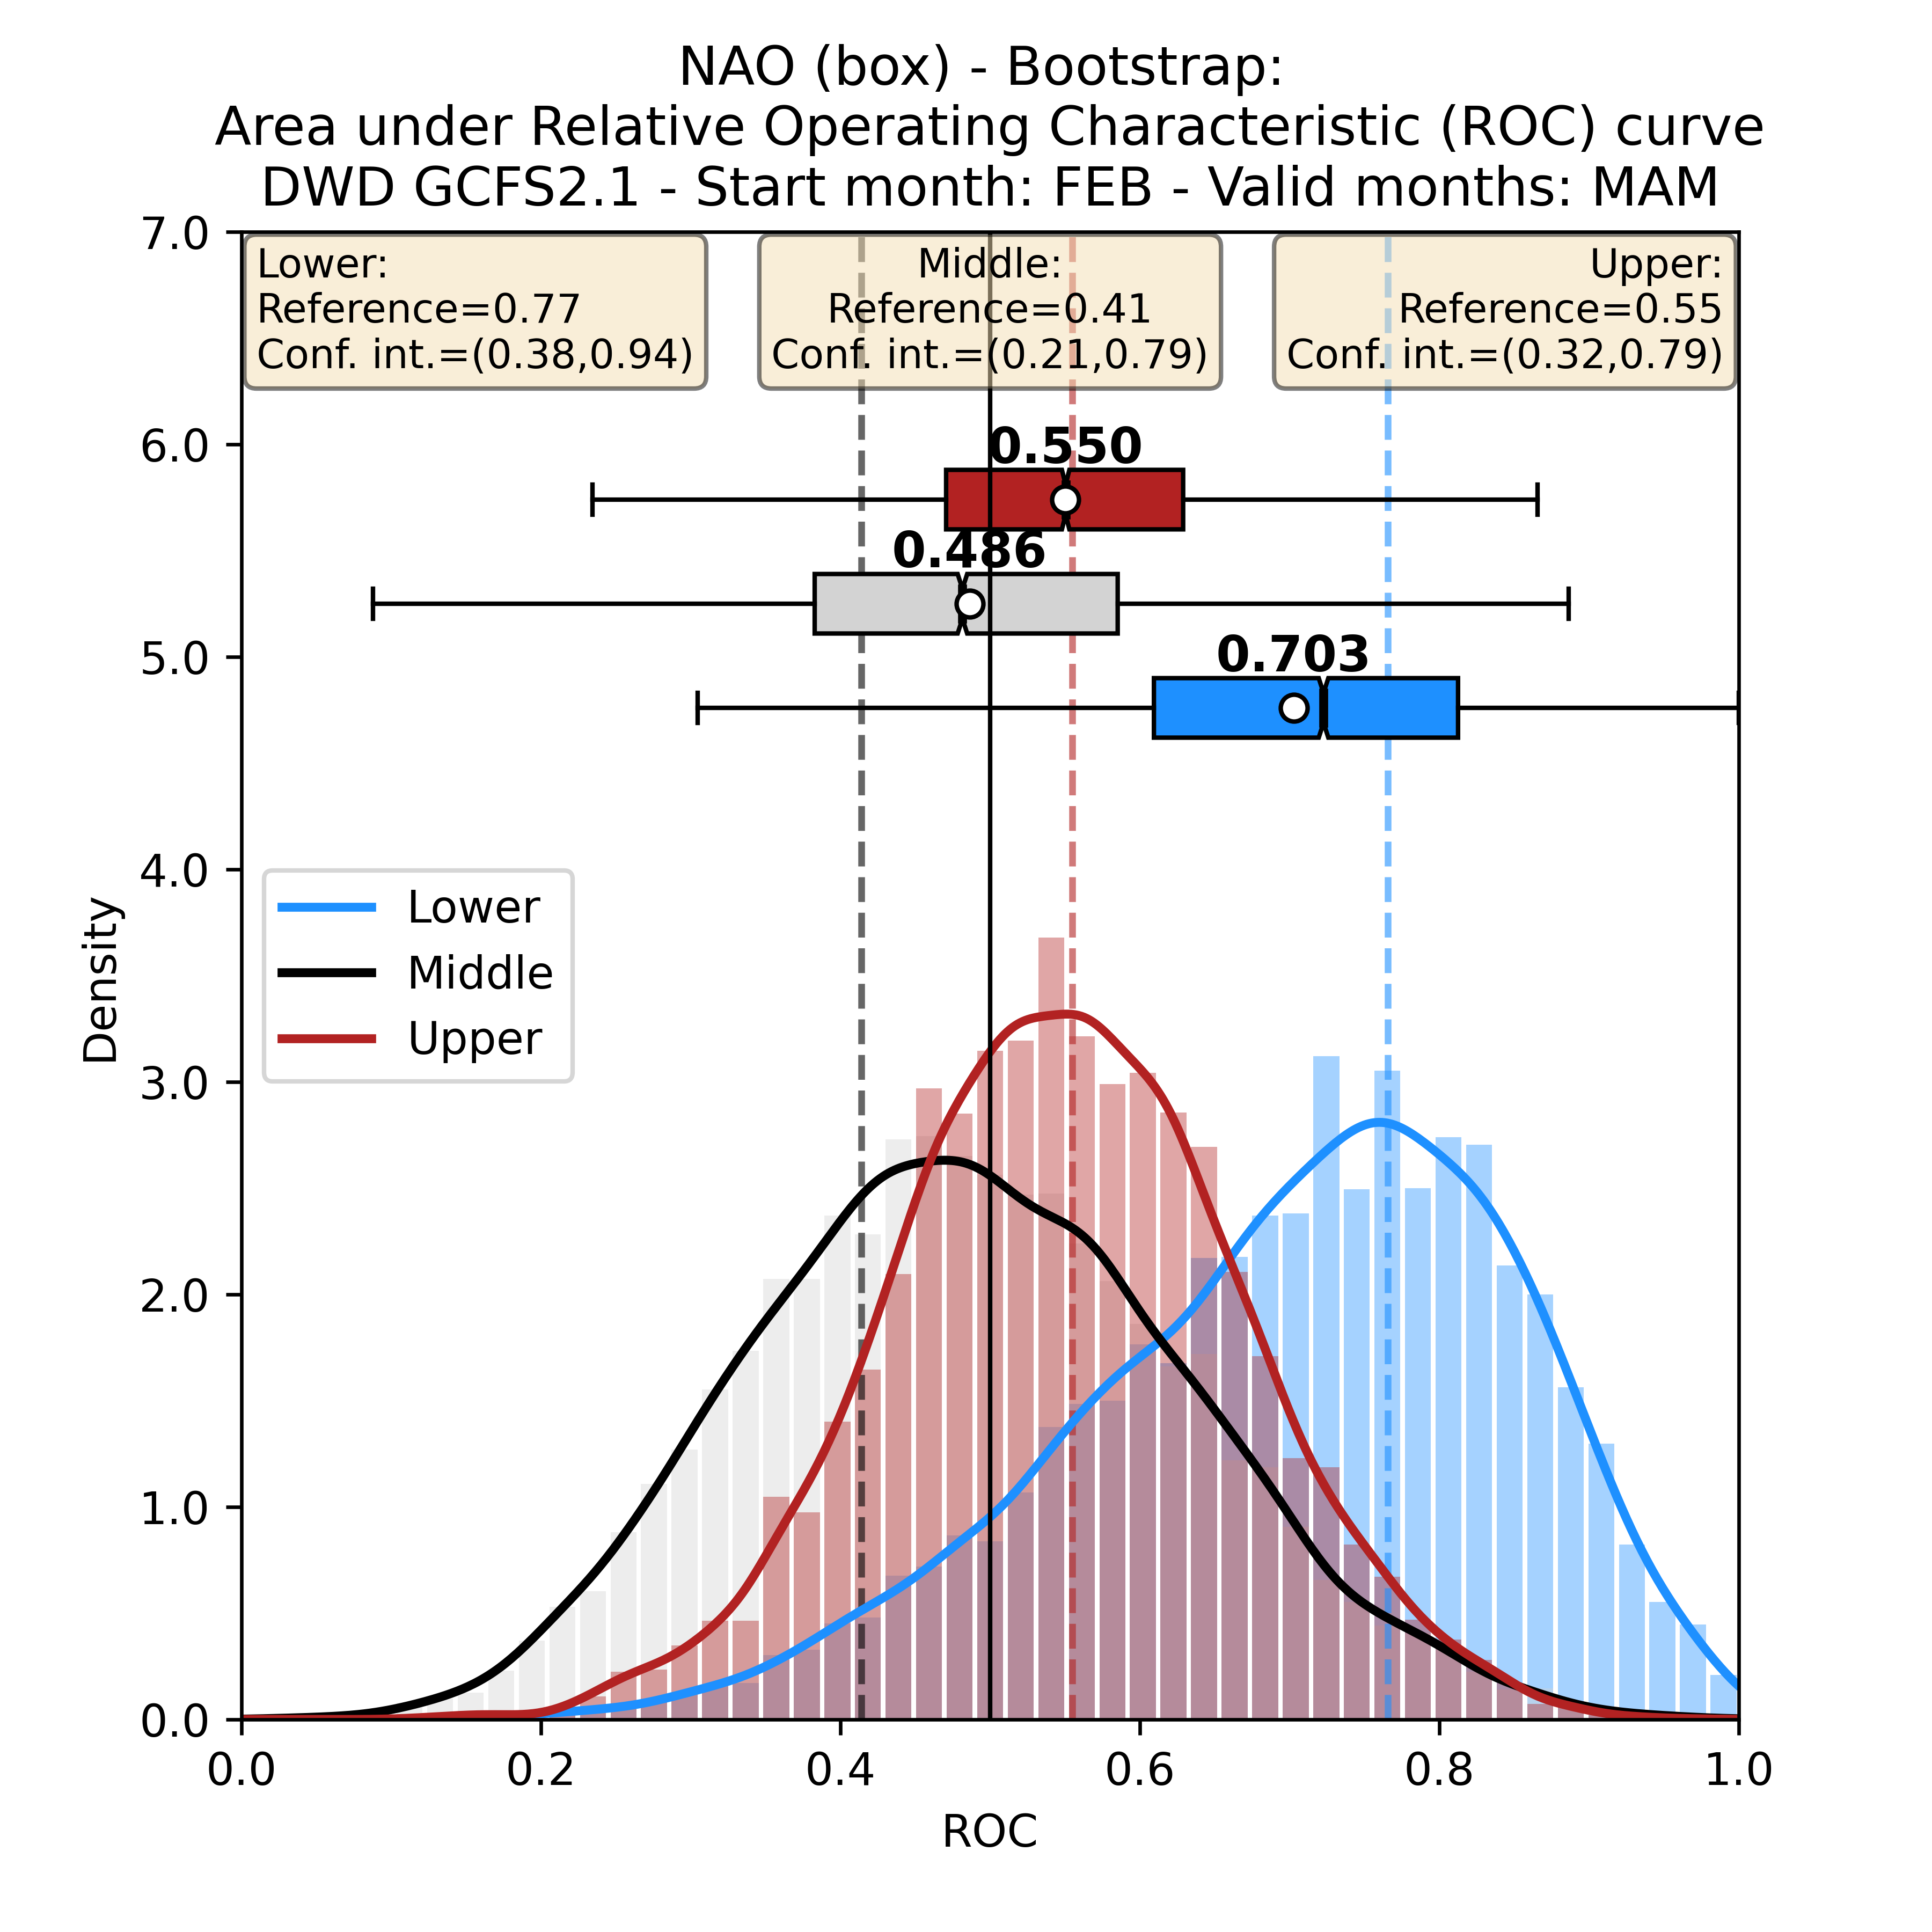 NAO (box) - Bootstrap:
Area under Relative Operating Characteristic (ROC) curve
DWD GCFS2.1 - Start month: FEB - Valid months: MAM
Lower:
Reference=0.77
Conf. int.=(0.38,0.94)
Middle:
Reference=0.41
Conf. int.=(0.21,0.79)
Upper:
Reference=0.55
Conf. int.=(0.32,0.79)
0.550
0.486
0.703
Lower
Middle
Upper
Density
7.0
6.0
5.0
4.0
3.0
2.0
1.0
0.0
0.0 0.2 0.4 0.6 0.8 1.0
ROC